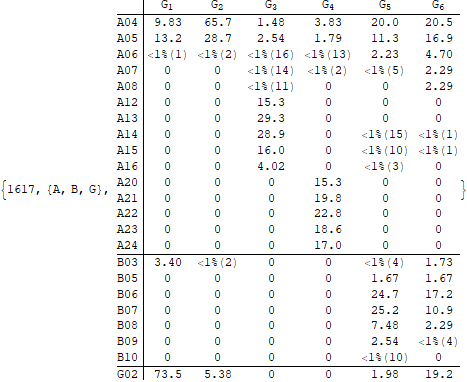 G1 G2 G3 G4 G5 G6
A04 9.83 65.7 1.48 3.83 20.0 20.5
A05 13.2 28.7 2.54 1.79 11.3 16.9
A06 <1%(1) <1%(2) <1%(16) <1%(13) 2.23 4.70
A07 0 0 <1%(14) <1%(2) <1%(5) 2.29
A08 0 0 <1%(11) 0 0 2.29
A12 0 0 15.3 0 0 0
A13 0 0 29.3 0 0 0
A14 0 0 28.9 0 <1%(15) <1%(1)
A15 0 0 16.0 0 <1%(10) <1%(1)
A16 0 0 4.02 0 <1%(3) 0
{1617, {A, B, G}, A20 0 0 0 15.3 0 0 }
A21 0 0 0 19.8 0 0
A22 0 0 0 22.8 0 0
A23 0 0 0 18.6 0 0
A24 0 0 0 17.0 0 0
B03 3.40 <1%(2) 0 0 <1%(4) 1.73
B05 0 0 0 0 1.67 1.67
B06 0 0 0 0 24.7 17.2
B07 0 0 0 0 25.2 10.9
B08 0 0 0 0 7.48 2.29
B09 0 0 0 0 2.54 <1%(4)
B10 0 0 0 0 <1%(10) 0
G02 73.5 5.38 0 0 1.98 19.2